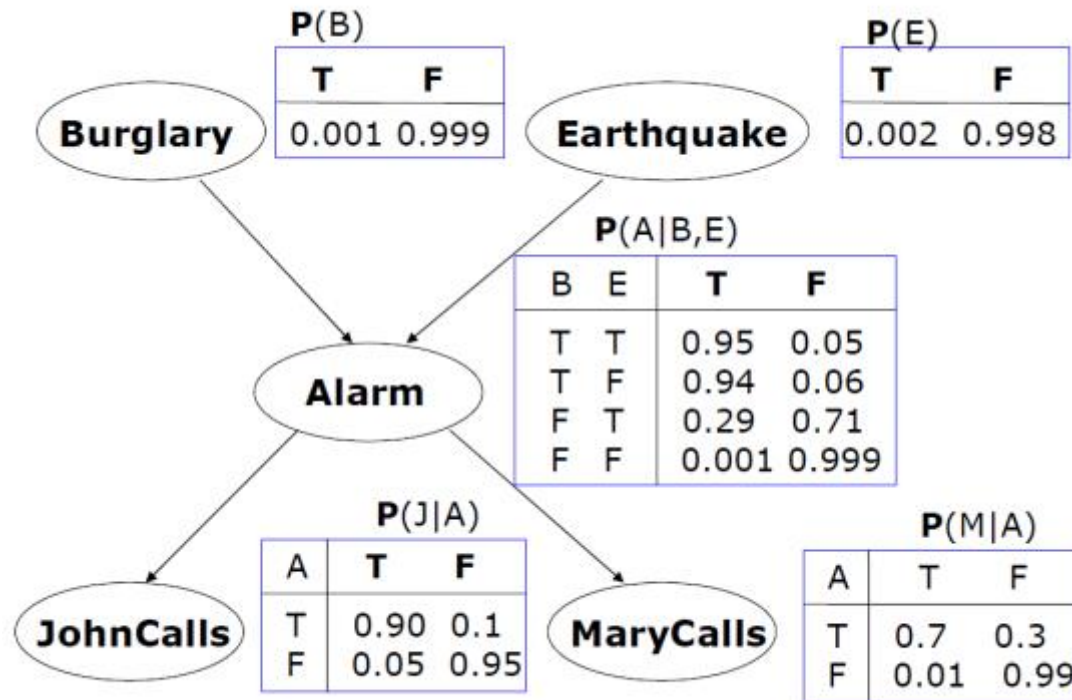 P(B)
T F
0.001 0.999
Burglary
P(E)
T F
0.002 0.998
Earthquake
P(A|B,E)
B E T F
T T 0.95 0.05
T F 0.94 0.06
F T 0.29 0.71
F F 0.001 0.999
Alarm
P(J|A)
A T F
T 0.90 0.1
F 0.05 0.95
JohnCalls
P(M|A)
A T F
T 0.7 0.3
F 0.01 0.99
MaryCalls